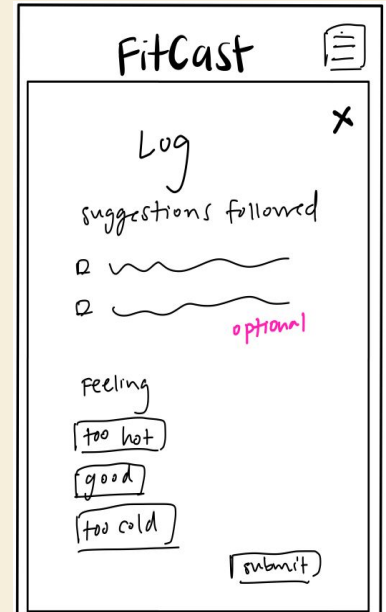 FitCast
X
Log
suggestions followed
optional
Feeling
too hot
good
too cold
submit